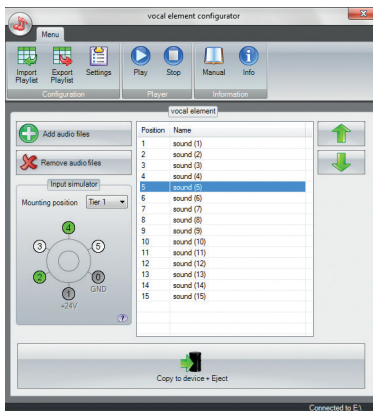 vocal element configurator
Menu
Import Playlist
Export Playlist
Settings
Play
Stop
Manual
Info
Configuration
Player
Information
vocal element
Add audio files
Remove audio files
Input simulator
Mounting position Tier 1
4
3
5
2
0
GND
1
+24V
?
Position Name
1 sound (1)
2 sound (2)
3 sound (3)
4 sound (4)
5 sound (5)
6 sound (6)
7 sound (7)
8 sound (8)
9 sound (9)
10 sound (10)
11 sound (11)
12 sound (12)
13 sound (13)
14 sound (14)
15 sound (15)
Copy to device + Eject
Connected to E:\